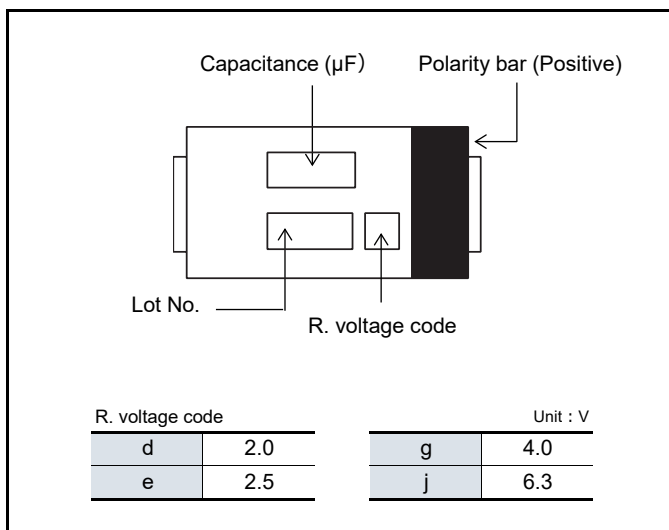 Capacitance (μF) Polarity bar (Positive)
Lot No.
R. voltage code
R. voltage code Unit : V
d 2.0 g 4.0
e 2.5 j 6.3